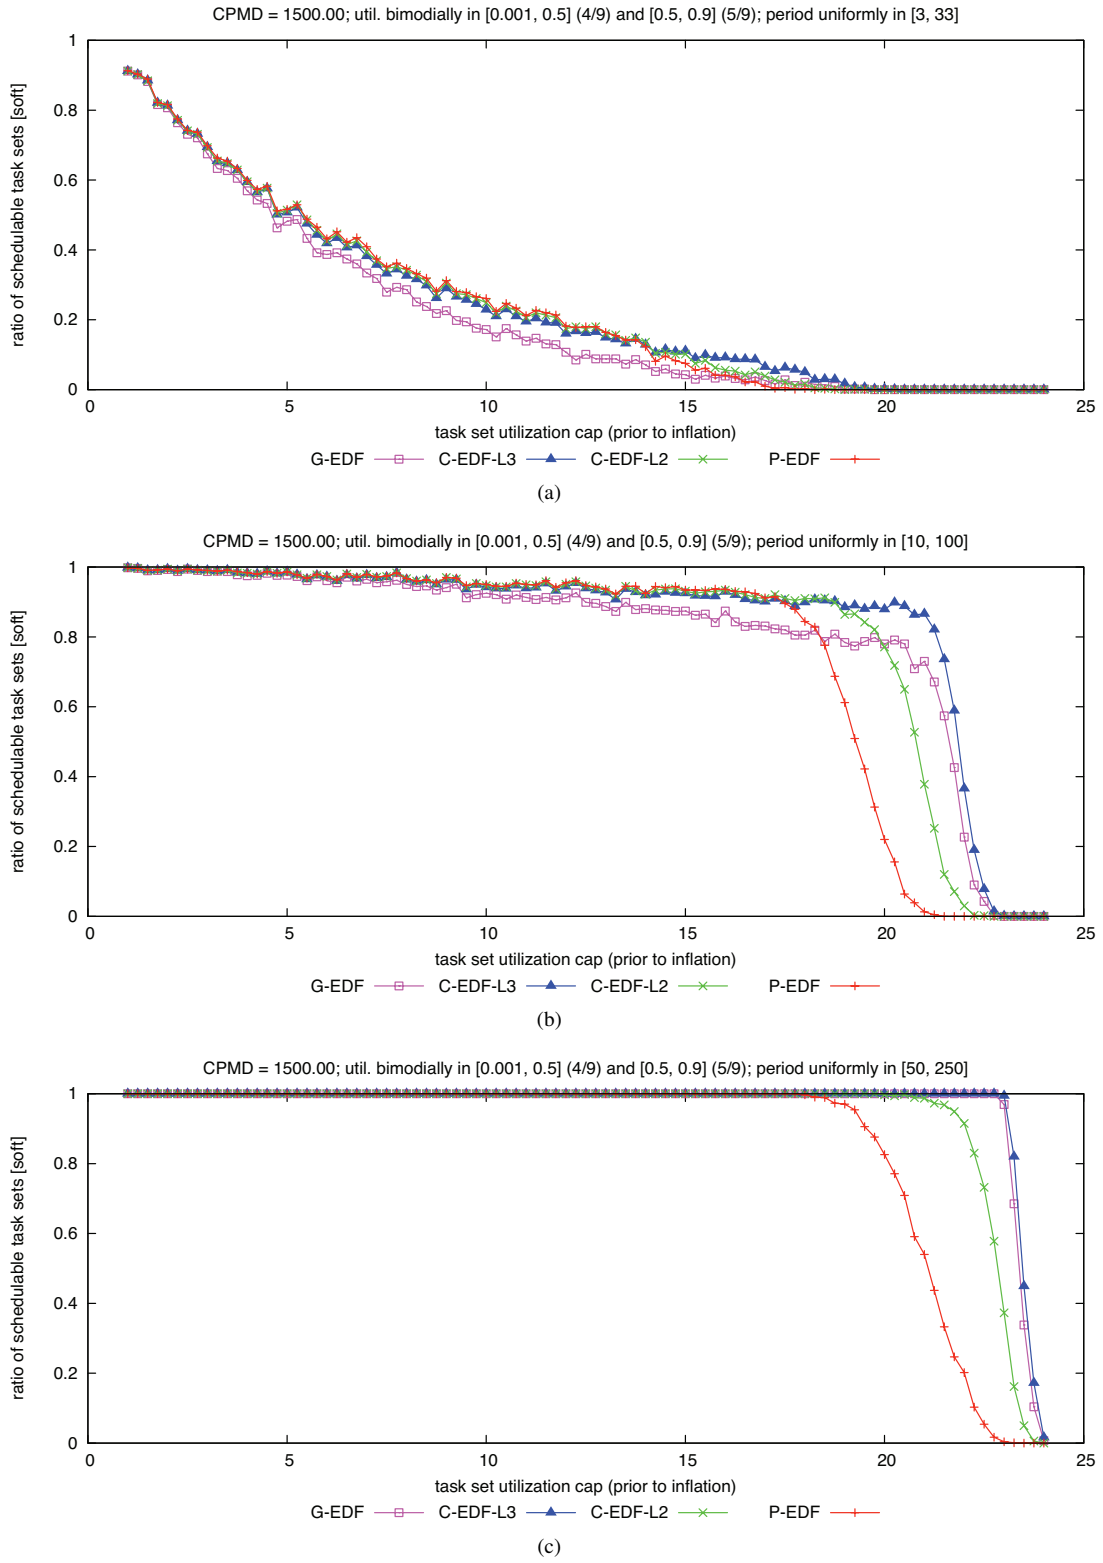 CPMD = 1500.00; util. bimodially in [0.001, 0.5] (4/9) and [0.5, 0.9] (5/9); period uniformly in [3, 33]
ratio of schedulable task sets [soft]
1
0.8
0.6
0.4
0.2
0
0 5 10 15 20 25
task set utilization cap (prior to inflation)
G-EDF C-EDF-L3 C-EDF-L2 P-EDF
(a)
CPMD = 1500.00; util. bimodially in [0.001, 0.5] (4/9) and [0.5, 0.9] (5/9); period uniformly in [10, 100]
ratio of schedulable task sets [soft]
1
0.8
0.6
0.4
0.2
0
0 5 10 15 20 25
task set utilization cap (prior to inflation)
G-EDF C-EDF-L3 C-EDF-L2 P-EDF
(b)
CPMD = 1500.00; util. bimodially in [0.001, 0.5] (4/9) and [0.5, 0.9] (5/9); period uniformly in [50, 250]
ratio of schedulable task sets [soft]
1
0.8
0.6
0.4
0.2
0
0 5 10 15 20 25
task set utilization cap (prior to inflation)
G-EDF C-EDF-L3 C-EDF-L2 P-EDF
(c)